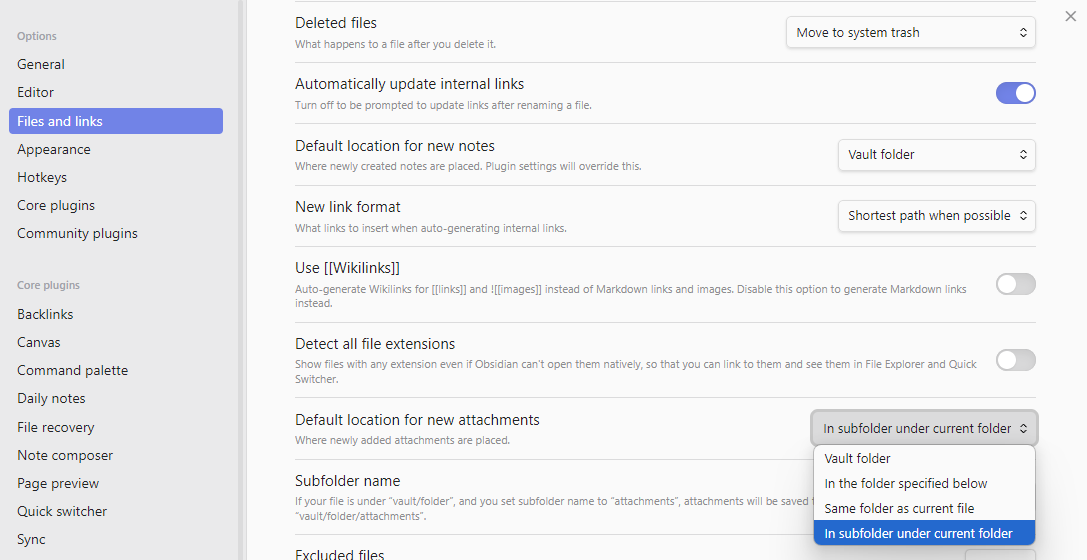 Options
General
Editor
Files and links
Appearance
Hotkeys
Core plugins
Community plugins
Core plugins
Backlinks
Canvas
Command palette
Daily notes
File recovery
Note composer
Page preview
Quick switcher
Sync
Deleted files
What happens to a file after you delete it.
Move to system trash
Automatically update internal links
Turn off to be prompted to update links after renaming a file.
Default location for new notes
Where newly created notes are placed. Plugin settings will override this.
Vault folder
New link format
What links to insert when auto-generating internal links.
Shortest path when possible
Use [[Wikilinks]]
Auto-generate Wikilinks for [[links]] and ![[images]] instead of Markdown links and images. Disable this option to generate Markdown links
instead.
Detect all file extensions
Show files with any extension even if Obsidian can't open them natively, so that you can link to them and see them in File Explorer and Quick
Switcher.
Default location for new attachments
Where newly added attachments are placed.
In subfolder under current folder
Vault folder
In the folder specified below
Same folder as current file
In subfolder under current folder
Subfolder name
If your file is under “vault/folder”, and you set subfolder name to “attachments”, attachments will be saved
“vault/folder/attachments”.
Excluded files